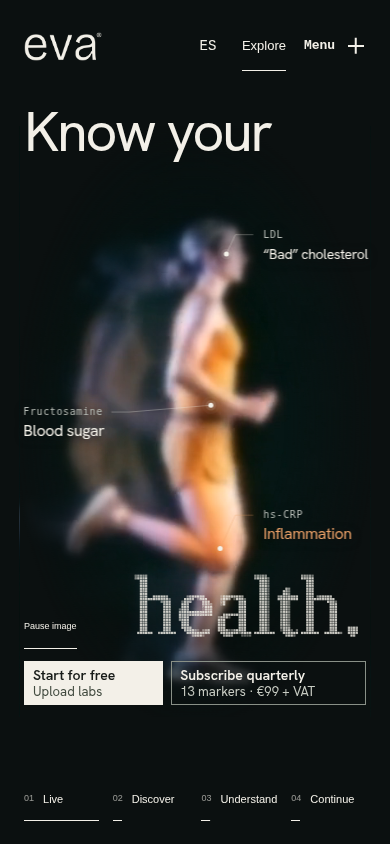 eva®
ES Explore Menu
Know your
LDL
“Bad” cholesterol
Fructosamine
Blood sugar
hs-CRP
Inflammation
health.
Pause image
Start for free
Upload labs
Subscribe quarterly
13 markers · €99 + VAT
01 Live 02 Discover 03 Understand 04 Continue